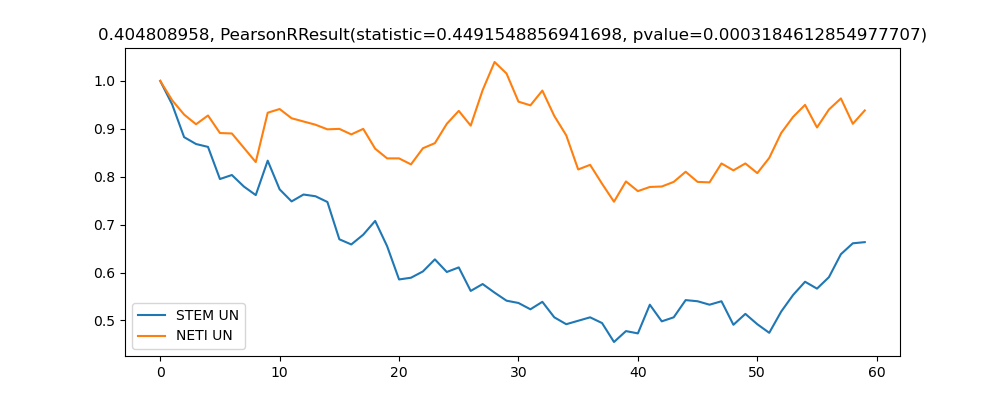 0.404808958, PearsonRResult(statistic=0.4491548856941698, pvalue=0.0003184612854977707)
1.0
0.9
0.8
0.7
0.6
0.5
STEM UN
NETI UN
0 10 20 30 40 50 60